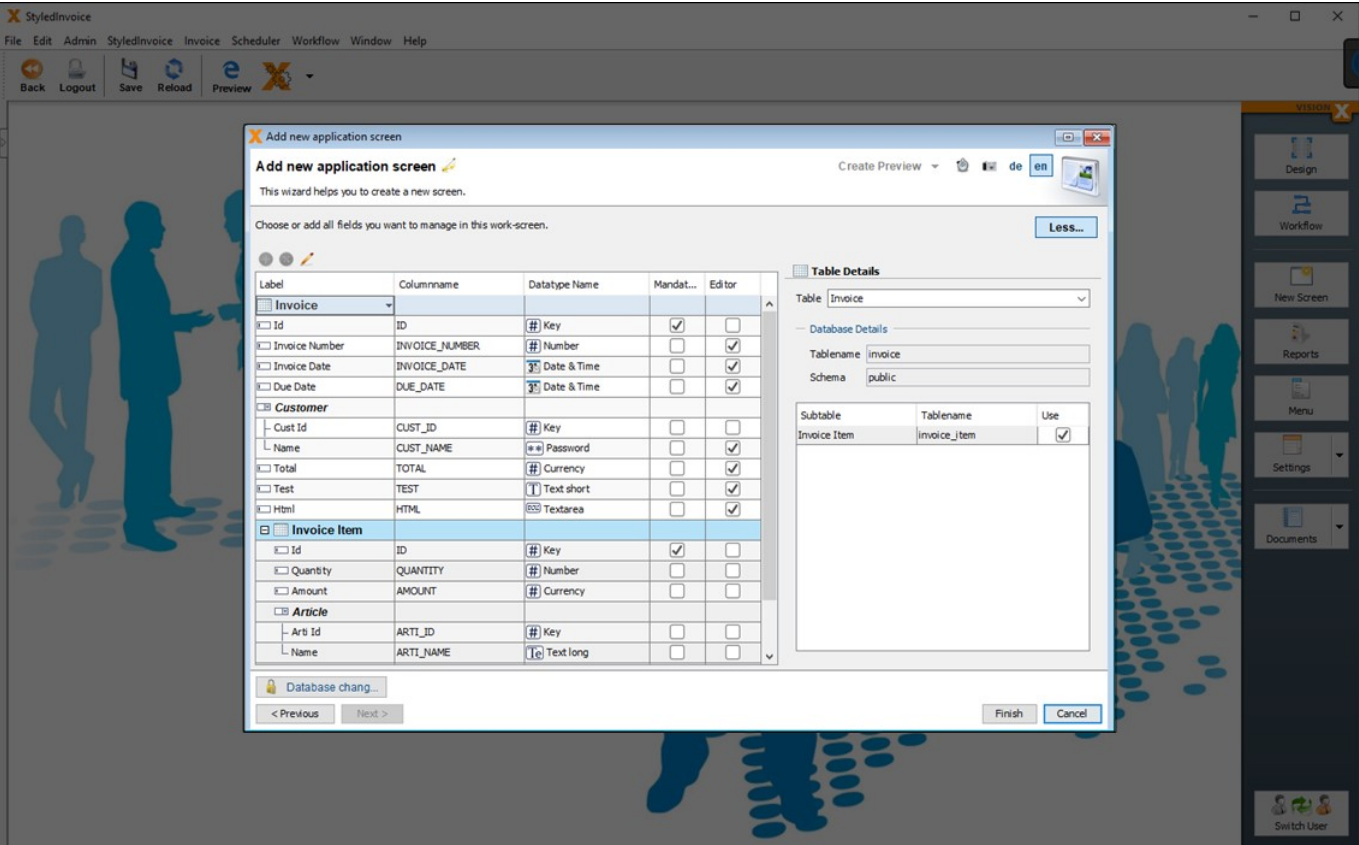 StyledInvoice
File Edit Admin StyledInvoice Invoice Scheduler Workflow Window Help
Back Logout Save Reload Preview
VISION X
Add new application screen
Add new application screen
Create Preview de en
This wizard helps you to create a new screen.
Choose or add all fields you want to manage in this work-screen.
Less...
Label Columnname Datatype Name Mandat... Editor
Invoice
Id ID # Key
Invoice Number INVOICE_NUMBER # Number
Invoice Date INVOICE_DATE Date & Time
Due Date DUE_DATE Date & Time
Customer
Cust Id CUST_ID # Key
Name CUST_NAME ** Password
Total TOTAL # Currency
Test TEST T Text short
Html HTML Textarea
Invoice Item
Id ID # Key
Quantity QUANTITY # Number
Amount AMOUNT # Currency
Article
Arti Id ARTI_ID # Key
Name ARTI_NAME Te Text long
Table Details
Table Invoice
Database Details
Tablename invoice
Schema public
Subtable Tablename Use
Invoice Item invoice_item
Database chang...
< Previous Next > Finish Cancel
Design
Workflow
New Screen
Reports
Menu
Settings
Documents
Switch User